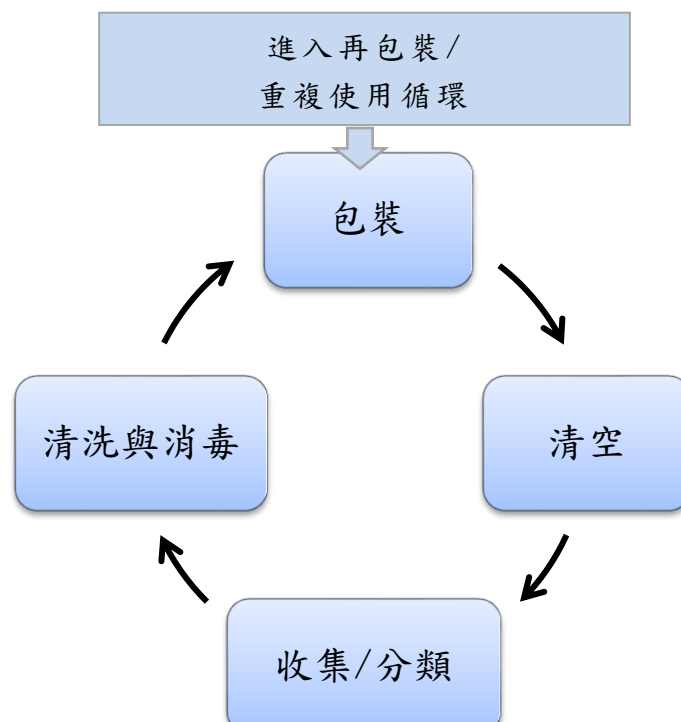 進入再包裝/
重複使用循環
包裝
清洗與消毒
清空
收集/分類